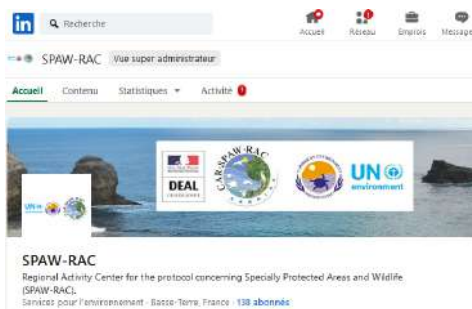 in Recherche
Accueil Réseau Emplois Message
SPAW-RAC Vue super administrateur
Accueil Contenu Statistiques Activité
DEAL
CAR-SPAW-RAC
UN
environment
SPAW-RAC
Regional Activity Center for the protocol concerning Specially Protected Areas and Wildlife
(SPAW-RAC).
Services pour l'environnement - Basse-Terre, France - 138 abonnés